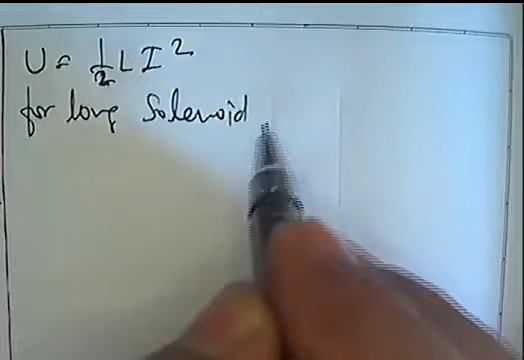 U = 1/2 L I²
for long Solenoid